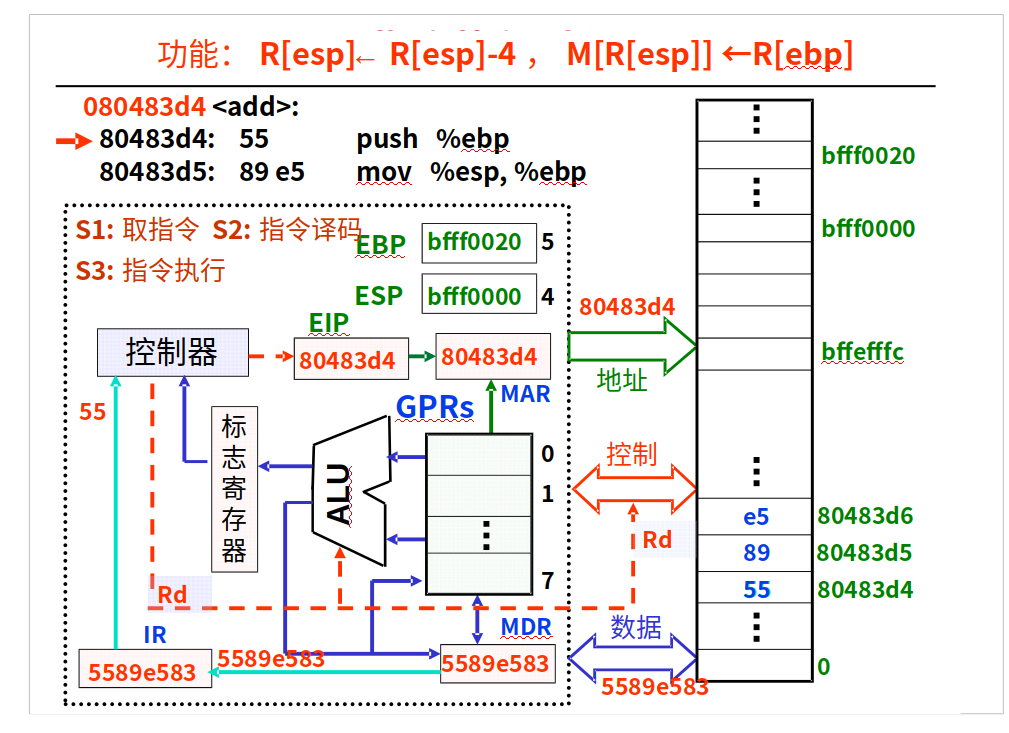 功能： R[esp]← R[esp]-4 ， M[R[esp]] ←R[ebp]
080483d4 <add>:
80483d4: 55 push %ebp
80483d5: 89 e5 mov %esp, %ebp
S1: 取指令 S2: 指令译码
S3: 指令执行
EBP bfff0020 5
ESP bfff0000 4
EIP
控制器
80483d4
80483d4
MAR
55
标志寄存器
ALU
GPRs
0
1
7
Rd
IR
5589e583
5589e583
MDR
5589e583
80483d4
地址
控制
Rd
数据
5589e583
bfff0020
bfff0000
bffefffc
e5 80483d6
89 80483d5
55 80483d4
0